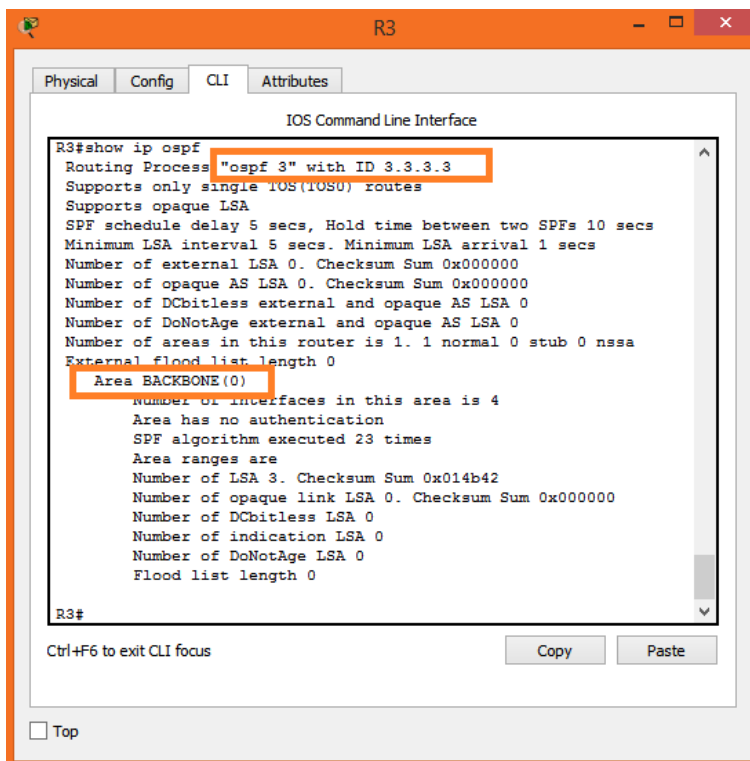 R3
Physical Config CLI Attributes
IOS Command Line Interface
R3#show ip ospf
Routing Process "ospf 3" with ID 3.3.3.3
Supports only single TOS(TOS0) routes
Supports opaque LSA
SPF schedule delay 5 secs, Hold time between two SPFs 10 secs
Minimum LSA interval 5 secs. Minimum LSA arrival 1 secs
Number of external LSA 0. Checksum Sum 0x000000
Number of opaque AS LSA 0. Checksum Sum 0x000000
Number of DCbitless external and opaque AS LSA 0
Number of DoNotAge external and opaque AS LSA 0
Number of areas in this router is 1. 1 normal 0 stub 0 nssa
External flood list length 0
Area BACKBONE(0)
Number of interfaces in this area is 4
Area has no authentication
SPF algorithm executed 23 times
Area ranges are
Number of LSA 3. Checksum Sum 0x014b42
Number of opaque link LSA 0. Checksum Sum 0x000000
Number of DCbitless LSA 0
Number of indication LSA 0
Number of DoNotAge LSA 0
Flood list length 0
R3#
Ctrl+F6 to exit CLI focus Copy Paste
Top